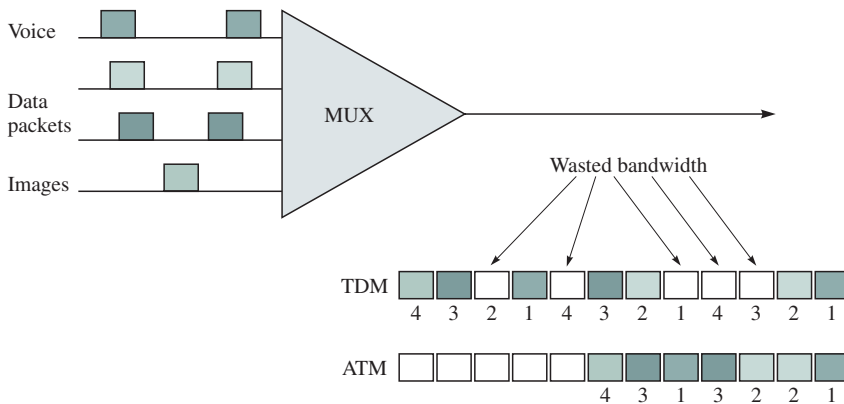 Voice
Data
packets
Images
MUX
Wasted bandwidth
TDM
4 3 2 1 4 3 2 1 4 3 2 1
ATM
4 3 1 3 2 2 1